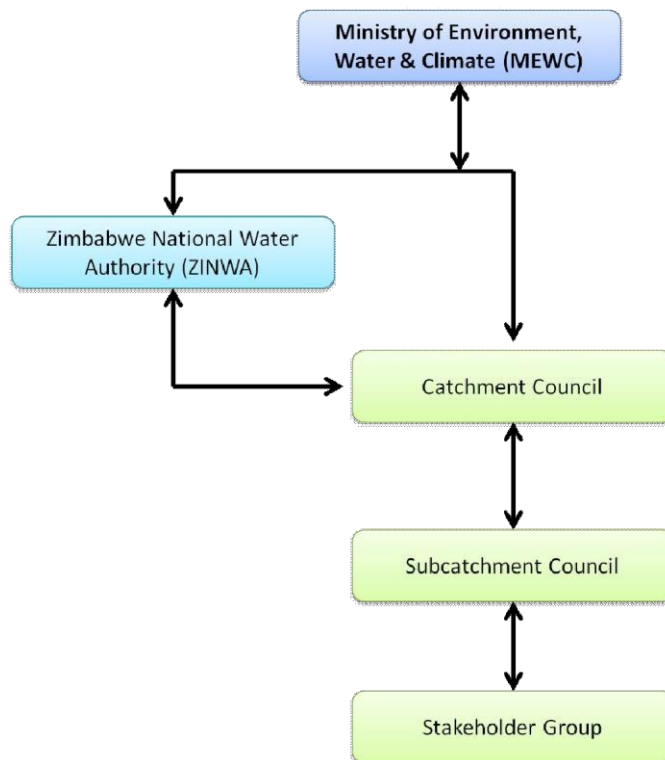 Ministry of Environment,
Water & Climate (MEWC)
Zimbabwe National Water
Authority (ZINWA)
Catchment Council
Subcatchment Council
Stakeholder Group